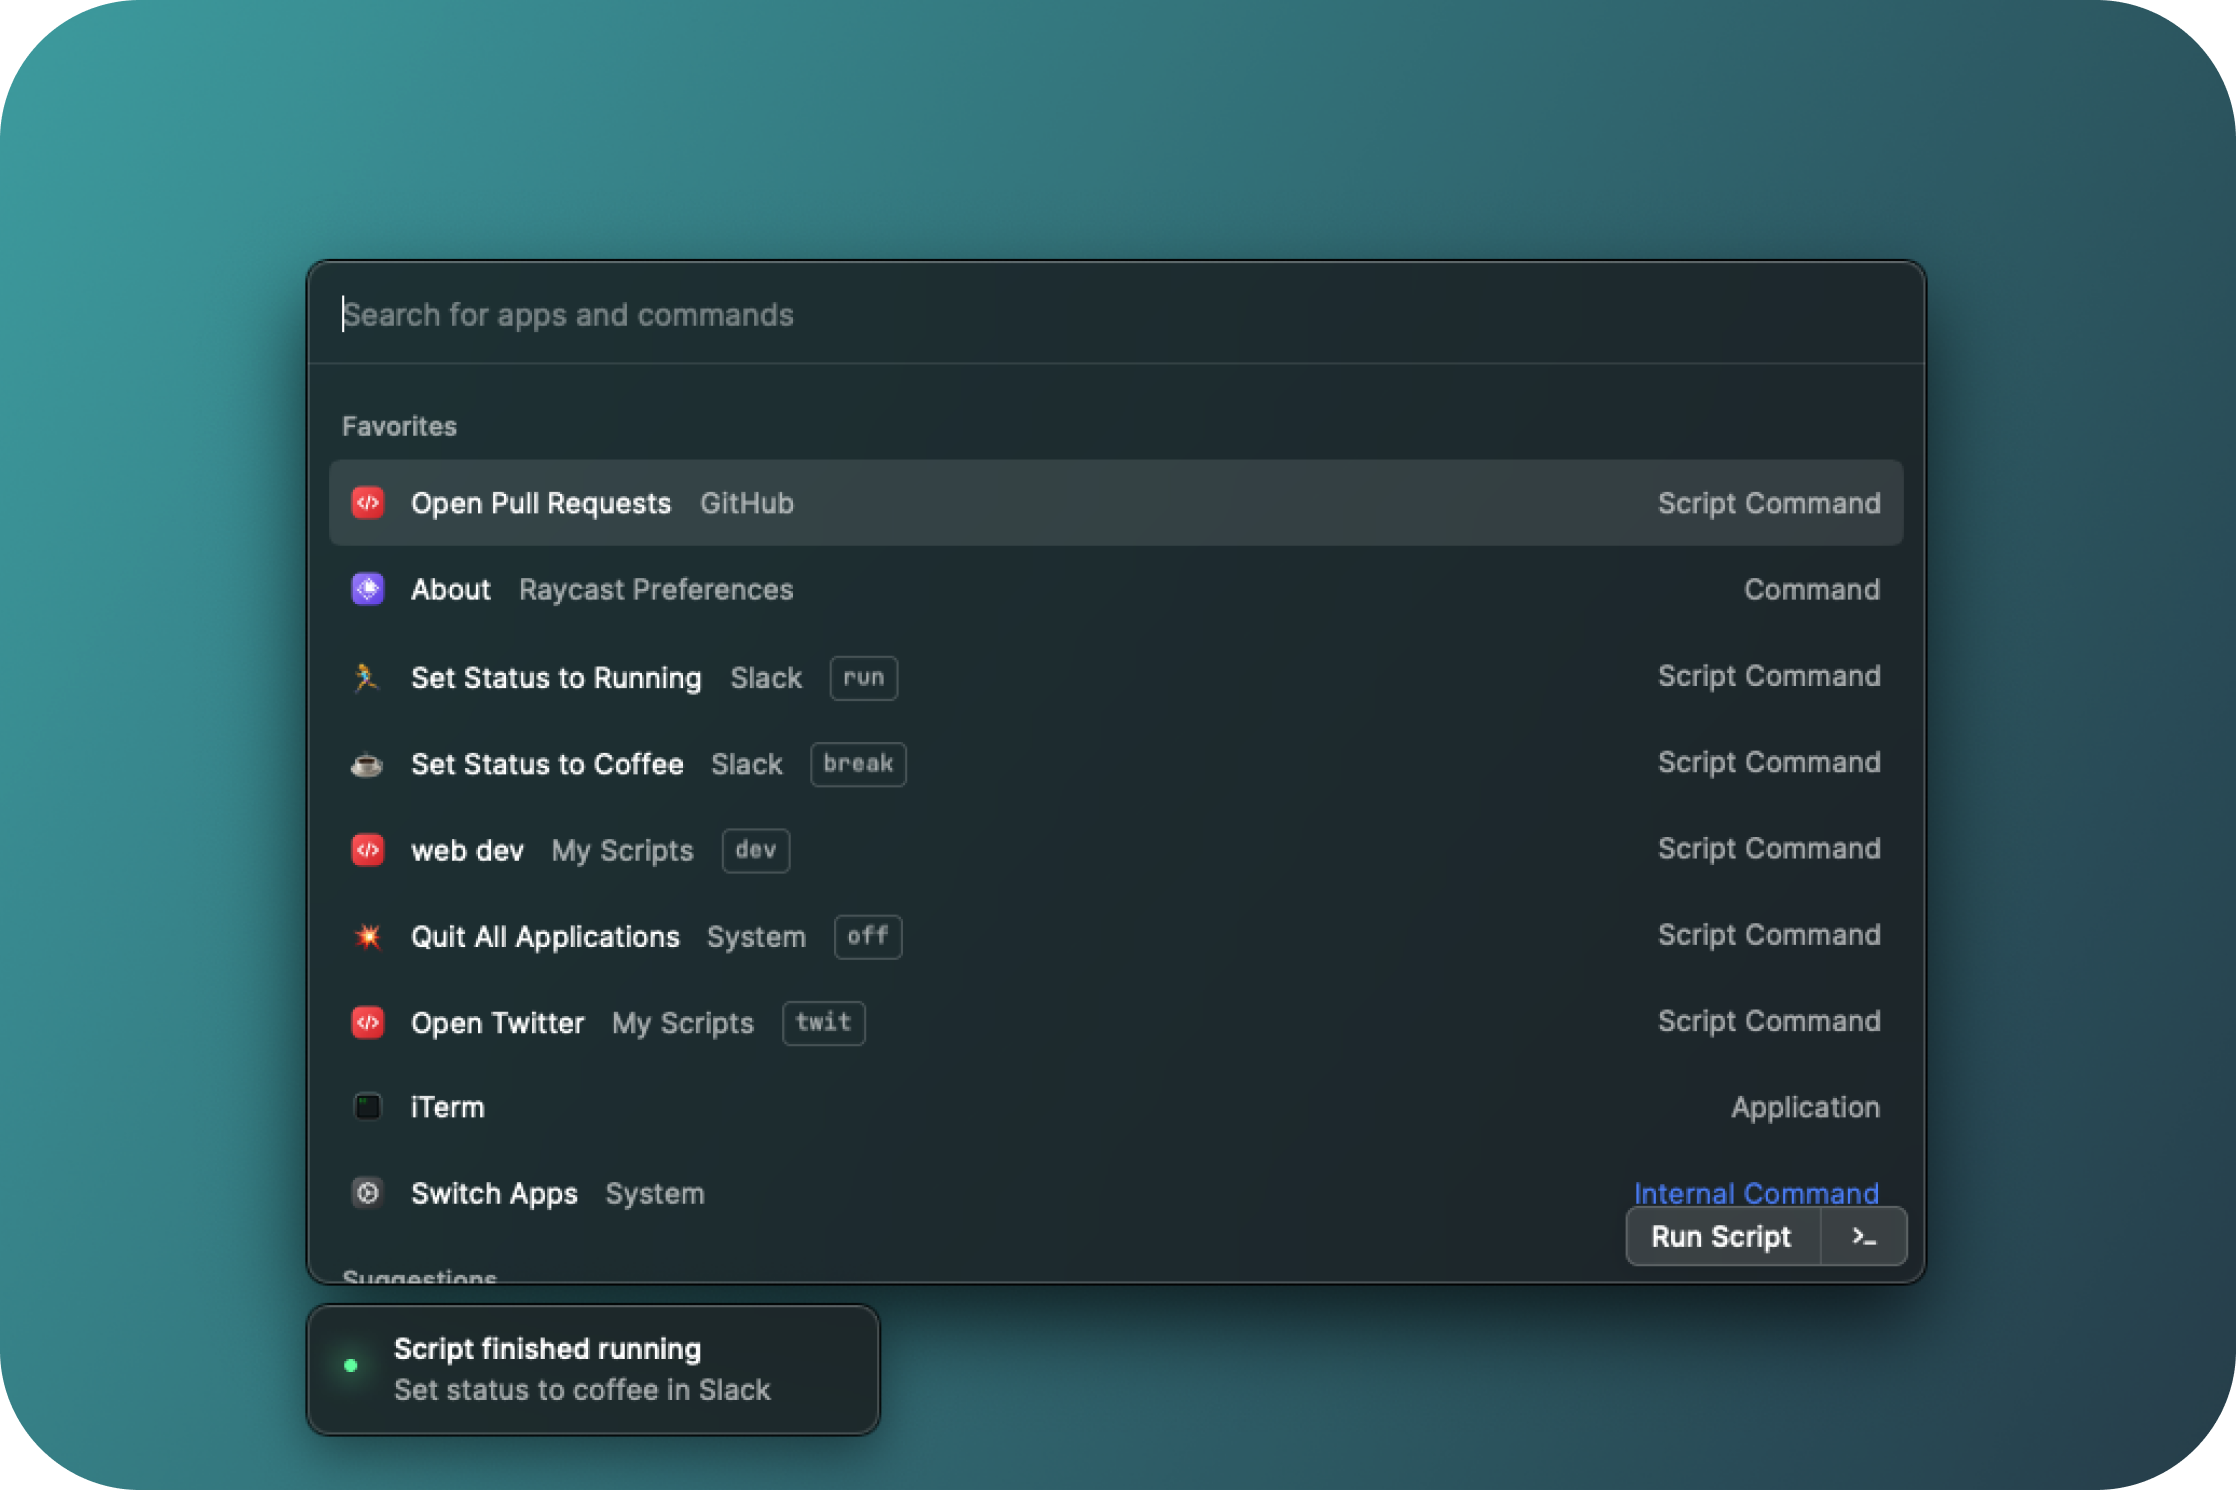 Search for apps and commands
Favorites
Open Pull Requests GitHub Script Command
About Raycast Preferences Command
Set Status to Running Slack run Script Command
Set Status to Coffee Slack break Script Command
web dev My Scripts dev Script Command
Quit All Applications System off Script Command
Open Twitter My Scripts twit Script Command
iTerm Application
Switch Apps System Internal Command
Run Script >_
Suggestions
Script finished running
Set status to coffee in Slack